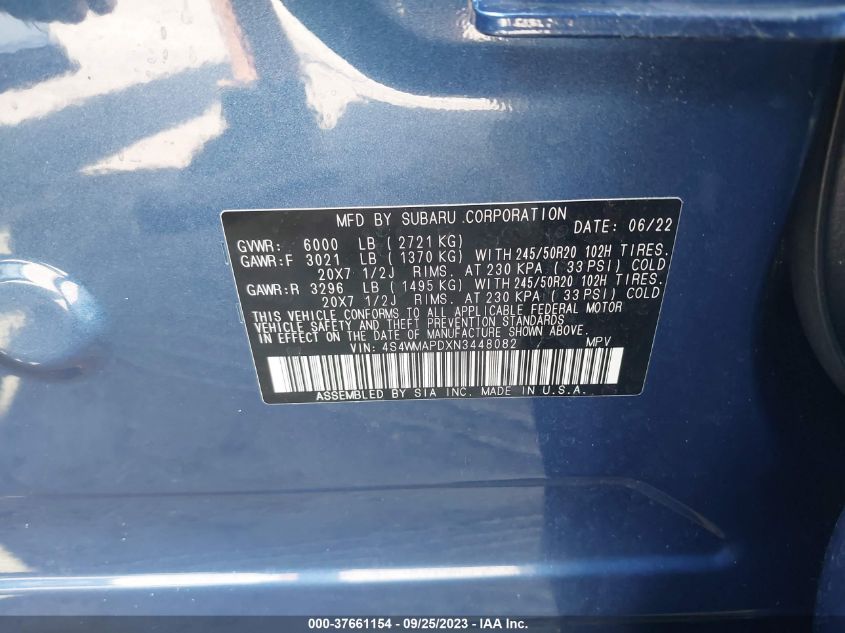 MFD BY SUBARU CORPORATION DATE: 06/22
GVWR: 6000 LB ( 2721 KG)
GAWR:F 3021 LB ( 1370 KG) WITH 245/50R20 102H TIRES.
20X7 1/2J RIMS. AT 230 KPA ( 33 PSI) COLD
GAWR:R 3296 LB ( 1495 KG) WITH 245/50R20 102H TIRES.
20X7 1/2J RIMS. AT 230 KPA ( 33 PSI) COLD
THIS VEHICLE CONFORMS TO ALL APPLICABLE FEDERAL MOTOR
VEHICLE SAFETY AND THEFT PREVENTION STANDARDS
IN EFFECT ON THE DATE OF MANUFACTURE SHOWN ABOVE.
VIN: 4S4WMAPDXN3448082 MPV
ASSEMBLED BY SIA INC. MADE IN U.S.A.
000-37661154 - 09/25/2023 - IAA Inc.